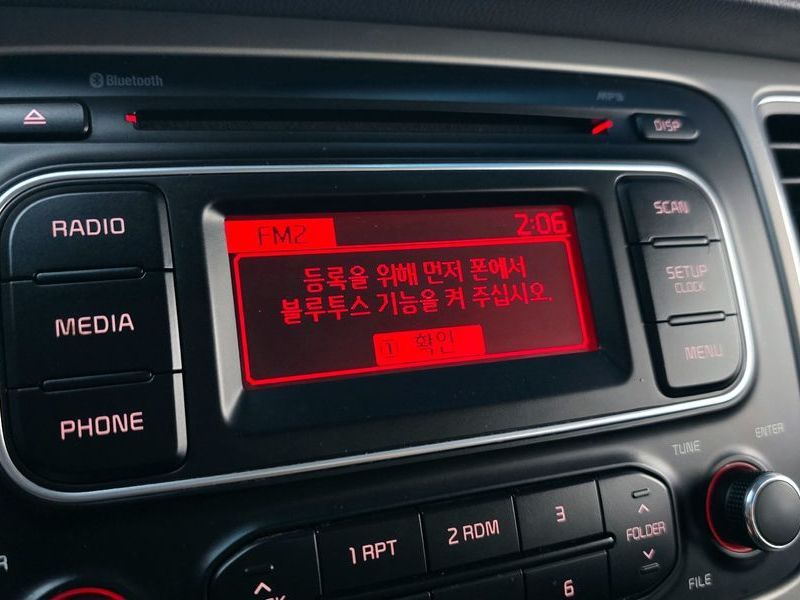 Bluetooth
MP3
DISP
RADIO
FM2
2:06
SCAN
등록을 위해 먼저 폰에서
블루투스 기능을 켜 주십시오.
① 확인
MEDIA
SETUP
CLOCK
MENU
PHONE
TUNE
ENTER
1 RPT
2 RDM
3
FOLDER
6
FILE